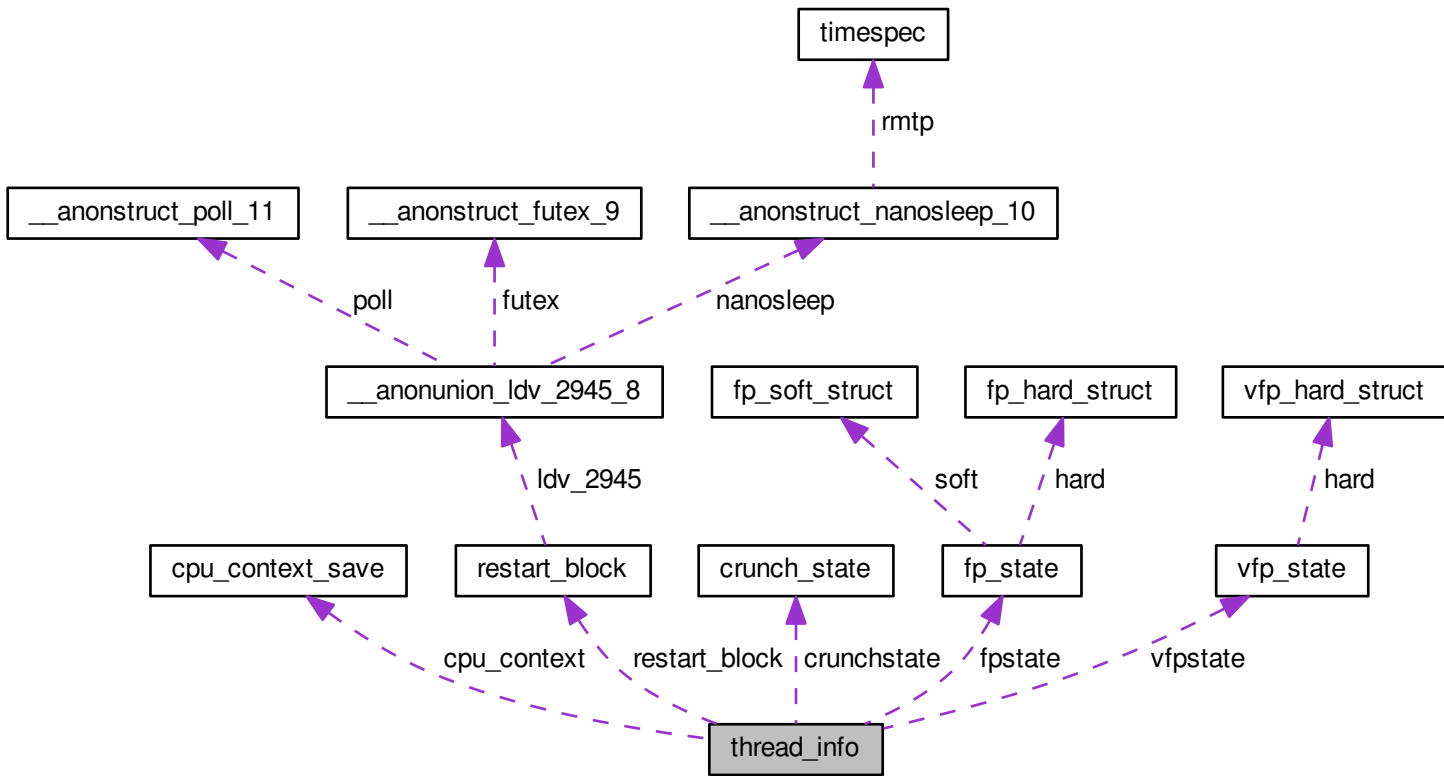 timespec
rmtp
__anonstruct_poll_11
__anonstruct_futex_9
__anonstruct_nanosleep_10
poll
futex
nanosleep
__anonunion_ldv_2945_8
fp_soft_struct
fp_hard_struct
vfp_hard_struct
ldv_2945
soft
hard
hard
cpu_context_save
restart_block
crunch_state
fp_state
vfp_state
cpu_context
restart_block
crunchstate
fpstate
vfpstate
thread_info